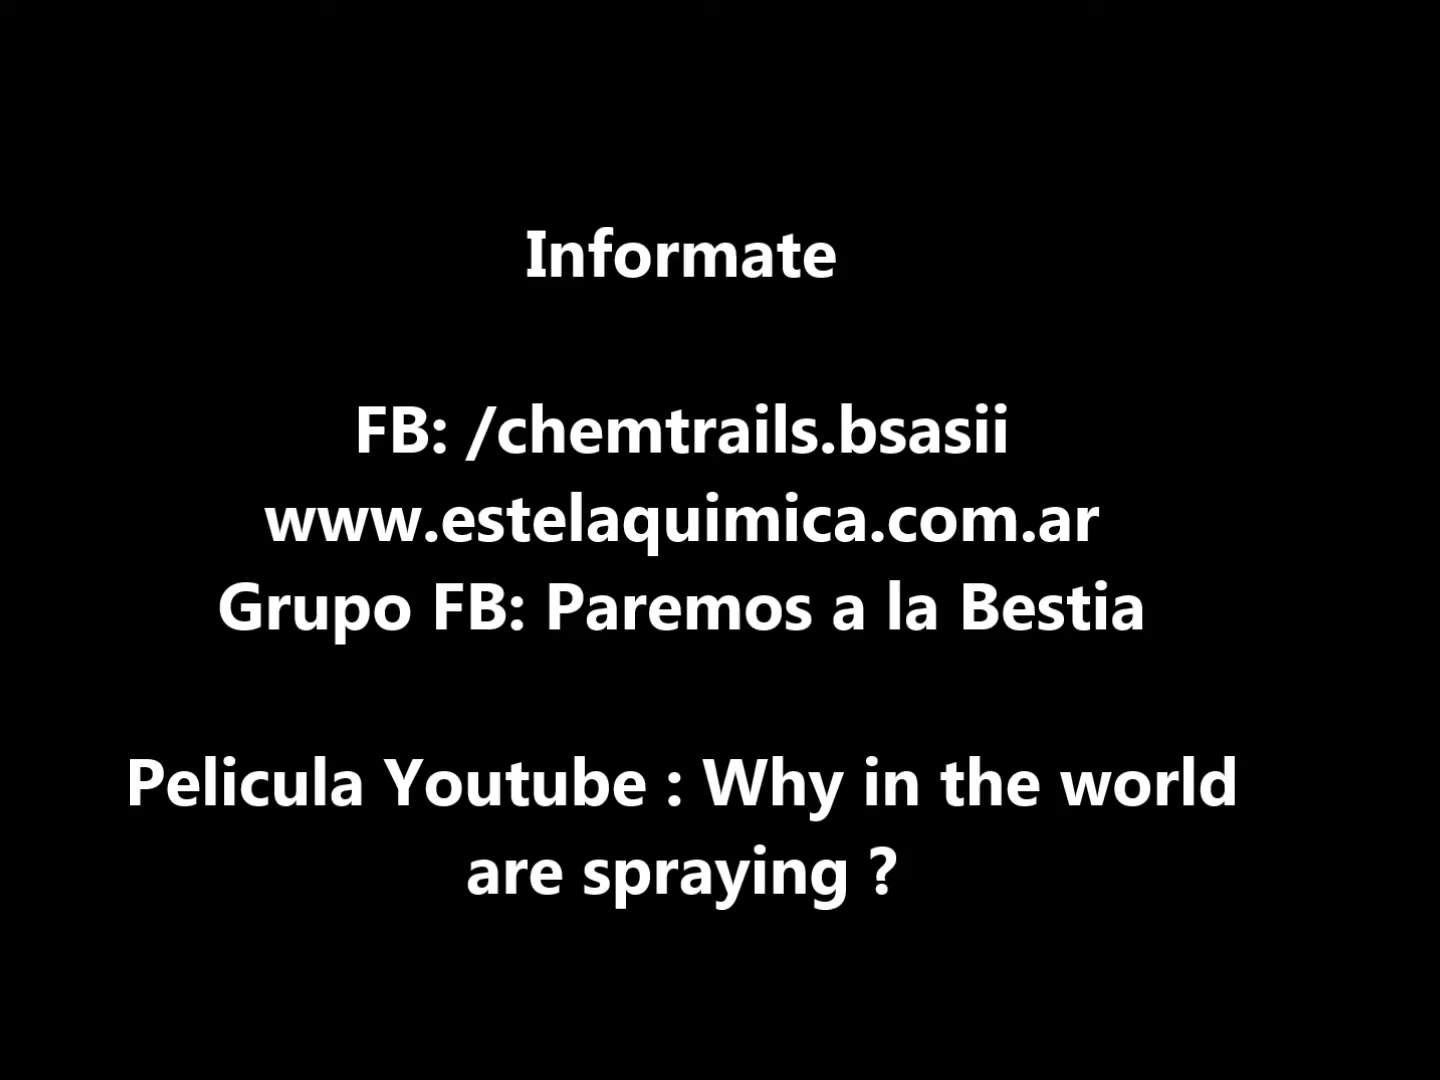 Informate
FB: /chemtrails.bsasii
www.estelaquimica.com.ar
Grupo FB: Paremos a la Bestia
Pelicula Youtube : Why in the world
are spraying ?